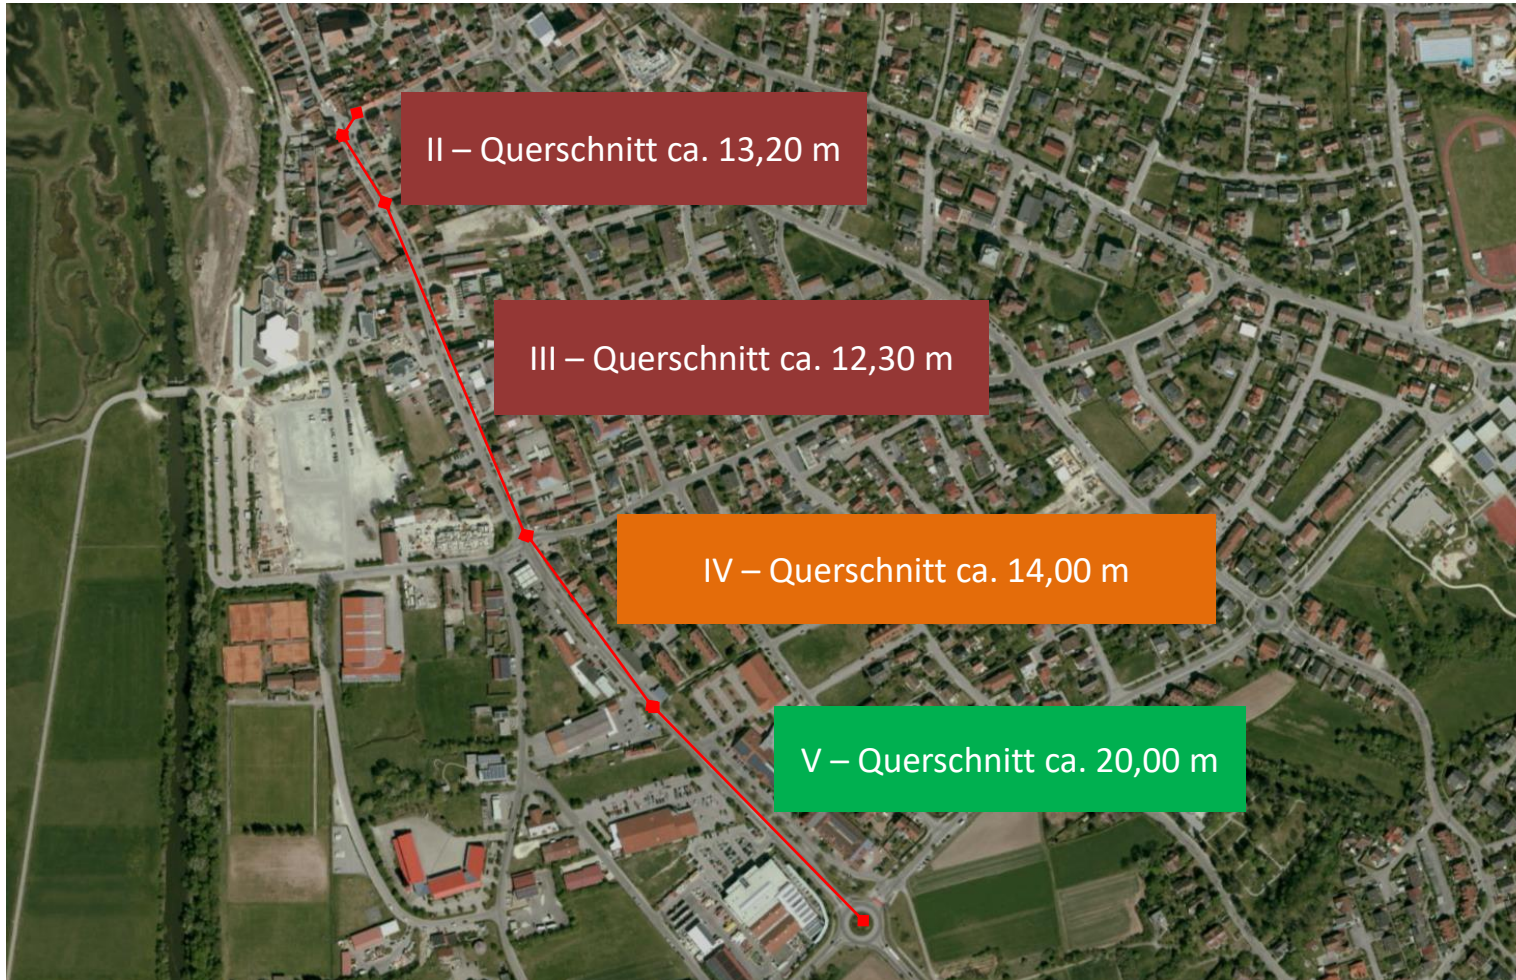 II – Querschnitt ca. 13,20 m
III – Querschnitt ca. 12,30 m
IV – Querschnitt ca. 14,00 m
V – Querschnitt ca. 20,00 m